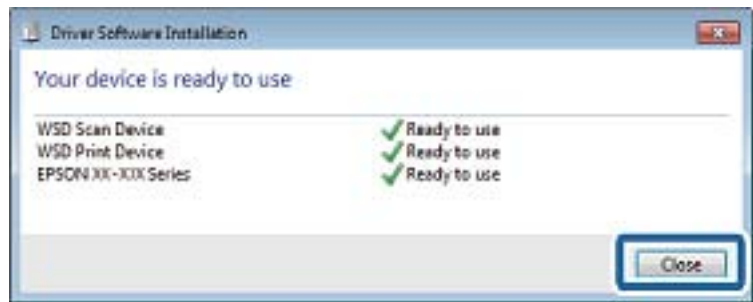 Driver Software Installation
Your device is ready to use
WSD Scan Device Ready to use
WSD Print Device Ready to use
EPSON XX-XXX Series Ready to use
Close